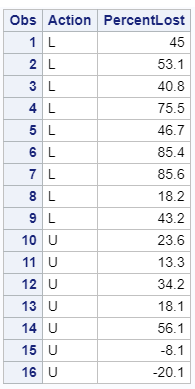 Obs Action PercentLost
1 L 45
2 L 53.1
3 L 40.8
4 L 75.5
5 L 46.7
6 L 85.4
7 L 85.6
8 L 18.2
9 L 43.2
10 U 23.6
11 U 13.3
12 U 34.2
13 U 18.1
14 U 56.1
15 U -8.1
16 U -20.1